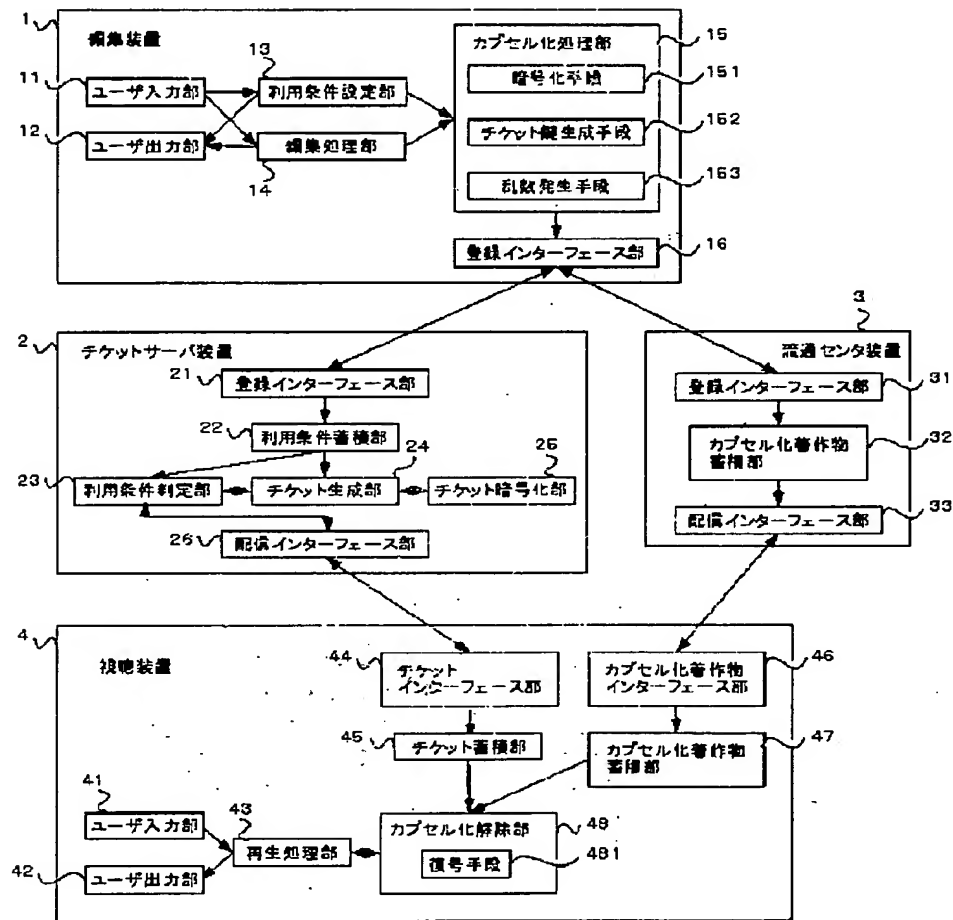 1
編集装置
11
ユーザ入力部
12
ユーザ出力部
13
利用条件設定部
編集処理部
14
カプセル化処理部
15
暗号化手段
151
チケット鍵生成手段
152
乱数発生手段
153
登録インターフェース部
16
2
チケットサーバ装置
21
登録インターフェース部
22
利用条件蓄積部
23
利用条件判定部
24
チケット生成部
25
チケット暗号化部
26
配信インターフェース部
3
流通センタ装置
登録インターフェース部
31
カプセル化著作物
蓄積部
32
配信インターフェース部
33
4
視聴装置
44
チケット
インターフェース部
カプセル化著作物
インターフェース部
46
45
チケット蓄積部
カプセル化著作物
蓄積部
47
41
ユーザ入力部
42
ユーザ出力部
43
再生処理部
カプセル化解除部
48
復号手段
481